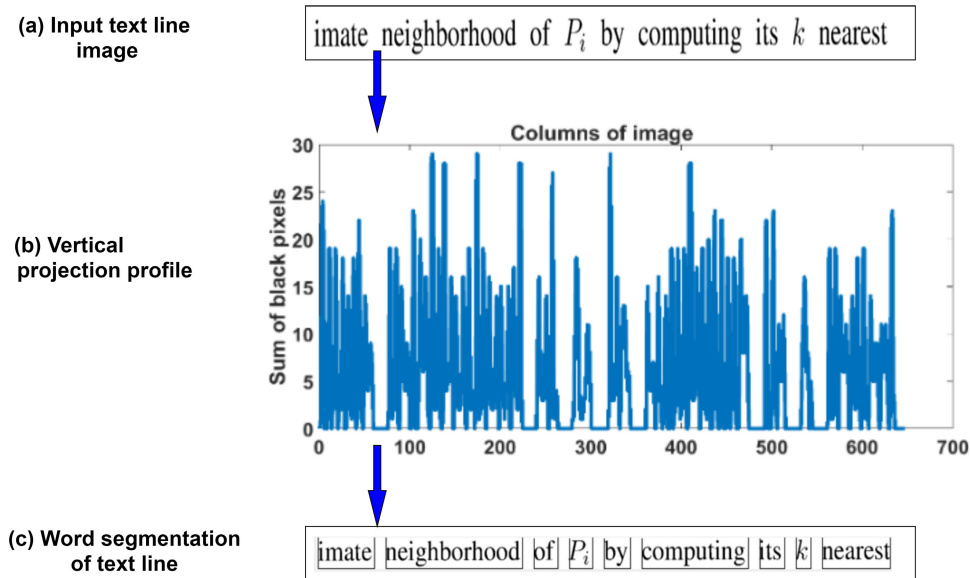 (a) Input text line
image
imate neighborhood of P_i by computing its k nearest
Columns of image
30
25
20
15
10
5
0
Sum of black pixels
0 100 200 300 400 500 600 700
(b) Vertical
projection profile
(c) Word segmentation
of text line
imate neighborhood of P_i by computing its k nearest